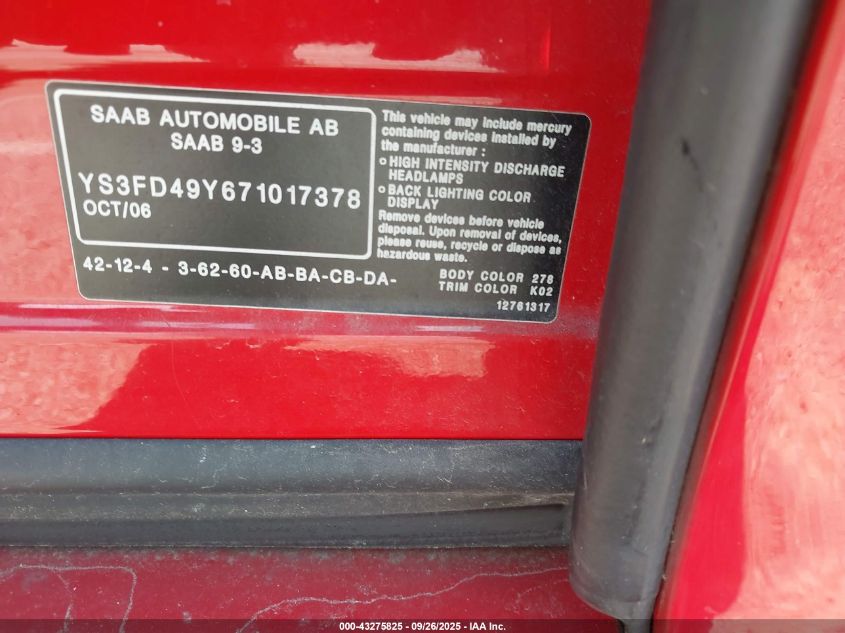 SAAB AUTOMOBILE AB
SAAB 9-3
YS3FD49Y671017378
OCT/06
This vehicle may include mercury
containing devices installed by
the manufacturer :
o HIGH INTENSITY DISCHARGE
HEADLAMPS
o BACK LIGHTING COLOR
DISPLAY
Remove devices before vehicle
disposal. Upon removal of devices,
please reuse, recycle or dispose as
hazardous waste.
42-12-4 - 3-62-60-AB-BA-CB-DA-
BODY COLOR 276
TRIM COLOR K02
12761317
000-43275825 - 09/26/2025 - IAA Inc.